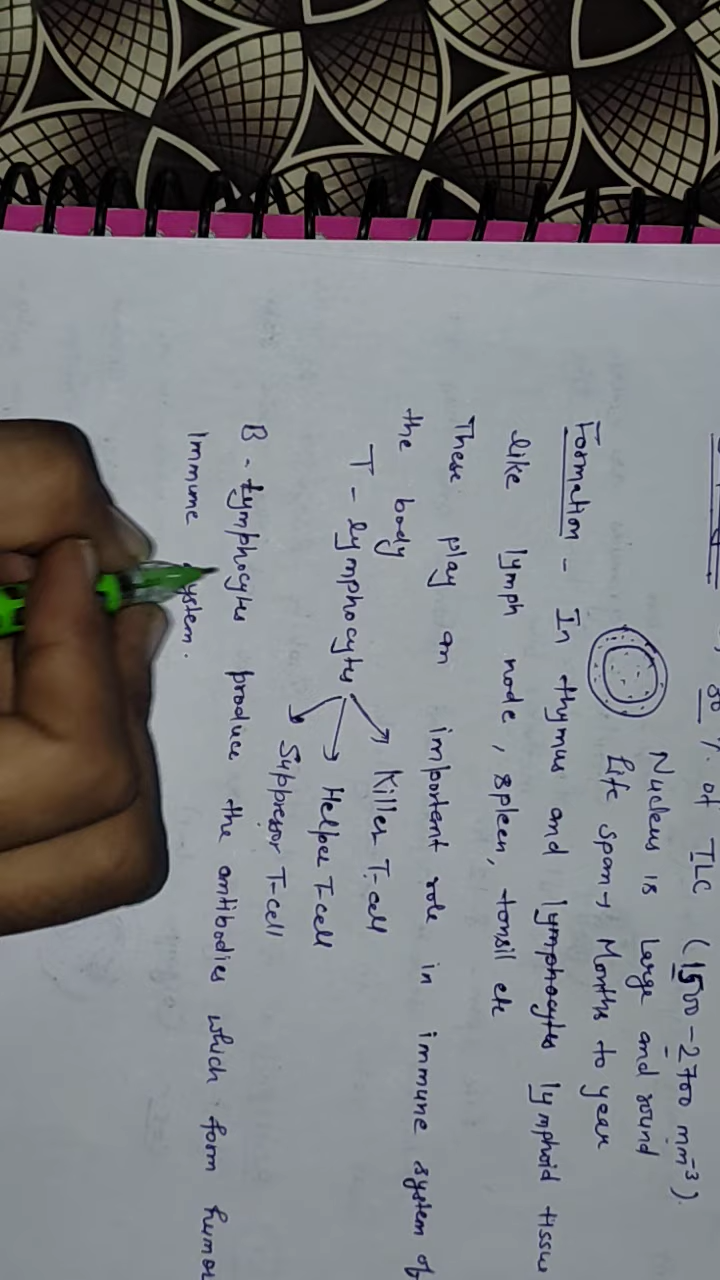 30 % of TLC (1500-2700 mm⁻³).
Nucleus is large and round
Life span → Months to year
Formation - In thymus and lymphocytes lymphoid tissue
like lymph node, spleen, tonsil etc
These play an important role in immune system of
the body
T - lymphocytes
Killer T-cell
Helper T-cell
Suppressor T-cell
B - Lymphocytes produce the antibodies which form humor
Immune system.